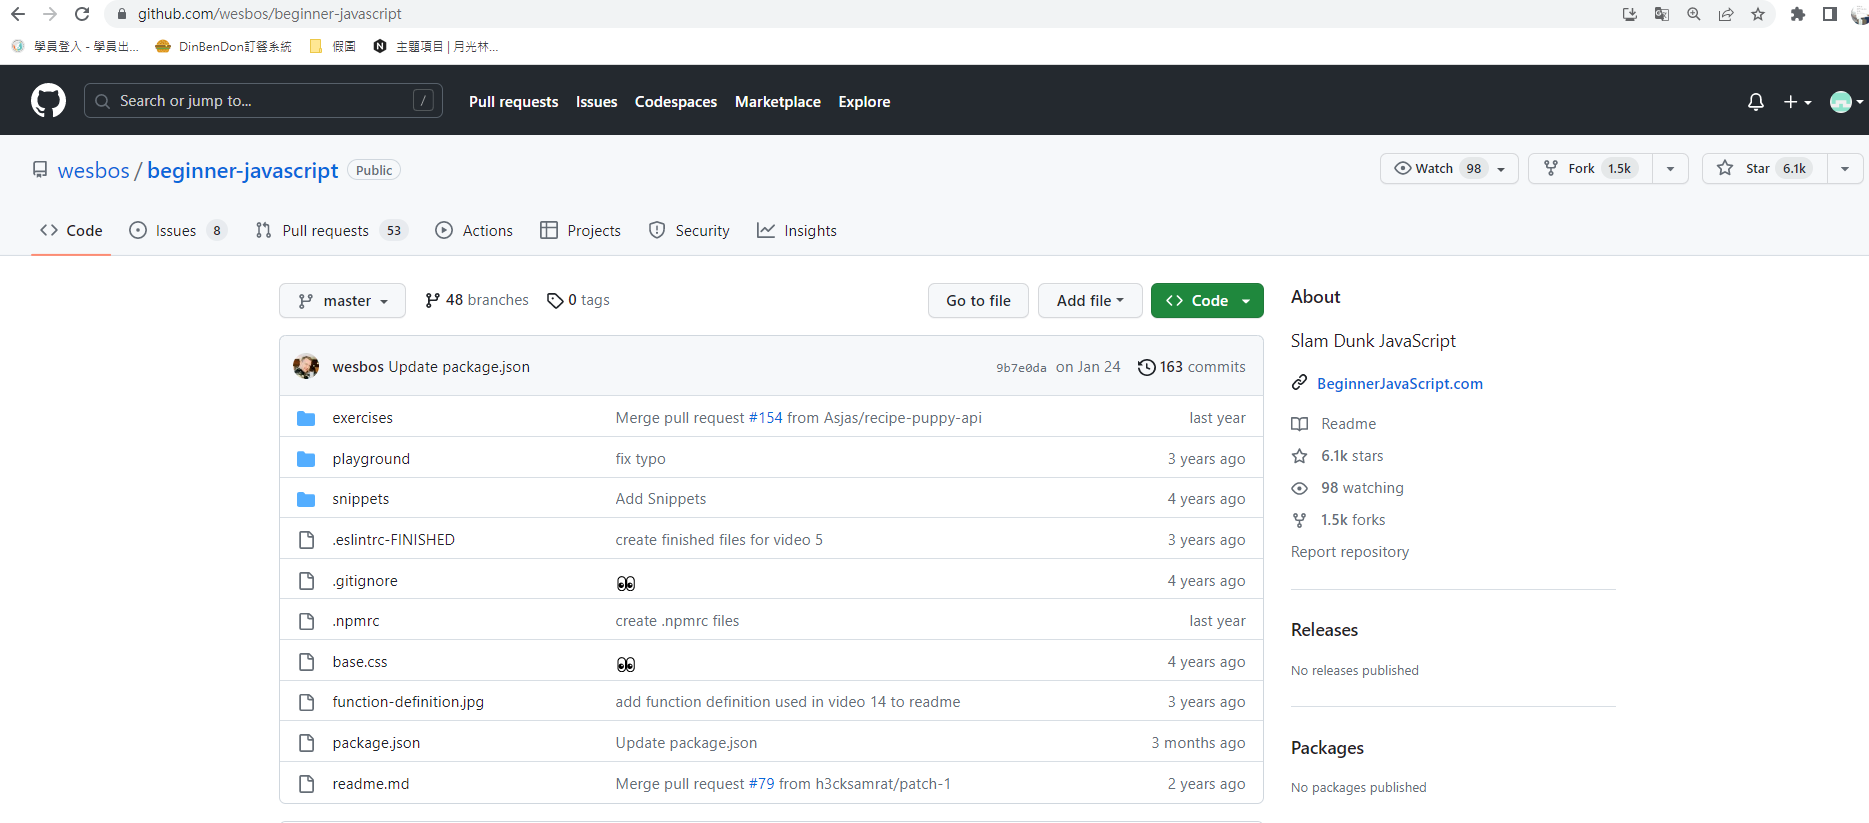 github.com/wesbos/beginner-javascript
學員登入 - 學員出... DinBenDon訂餐系統 假圖 主題項目 | 月光林...
Search or jump to... / Pull requests Issues Codespaces Marketplace Explore
wesbos / beginner-javascript Public Watch 98 Fork 1.5k Star 6.1k
Code Issues 8 Pull requests 53 Actions Projects Security Insights
master 48 branches 0 tags Go to file Add file Code
wesbos Update package.json 9b7e0da on Jan 24 163 commits
exercises Merge pull request #154 from Asjas/recipe-puppy-api last year
playground fix typo 3 years ago
snippets Add Snippets 4 years ago
.eslintrc-FINISHED create finished files for video 5 3 years ago
.gitignore 👀 4 years ago
.npmrc create .npmrc files last year
base.css 👀 4 years ago
function-definition.jpg add function definition used in video 14 to readme 3 years ago
package.json Update package.json 3 months ago
readme.md Merge pull request #79 from h3cksamrat/patch-1 2 years ago
About
Slam Dunk JavaScript
BeginnerJavaScript.com
Readme
6.1k stars
98 watching
1.5k forks
Report repository
Releases
No releases published
Packages
No packages published